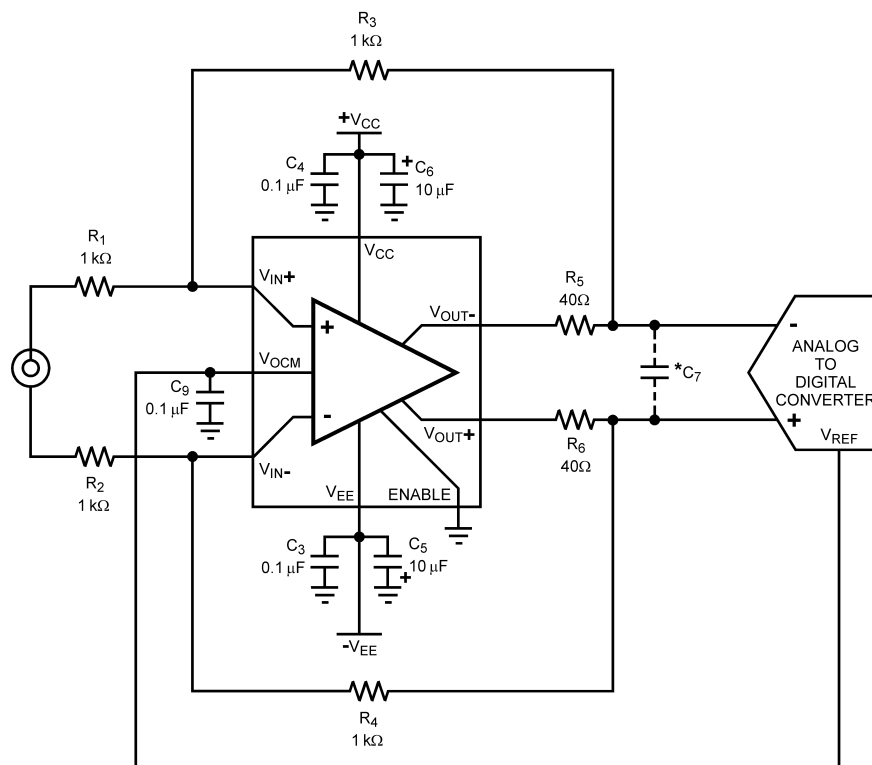 R3
1 kΩ
+VCC
C4
0.1 µF
+
C6
10 µF
R1
1 kΩ
VIN+
VCC
R5
40Ω
VOUT-
+
-
ANALOG
TO
DIGITAL
CONVERTER
VOCM
C9
0.1 µF
*C7
-
VOUT+
+
VREF
R6
40Ω
R2
1 kΩ
VIN-
VEE
ENABLE
C3
0.1 µF
C5
10 µF
+
-VEE
R4
1 kΩ